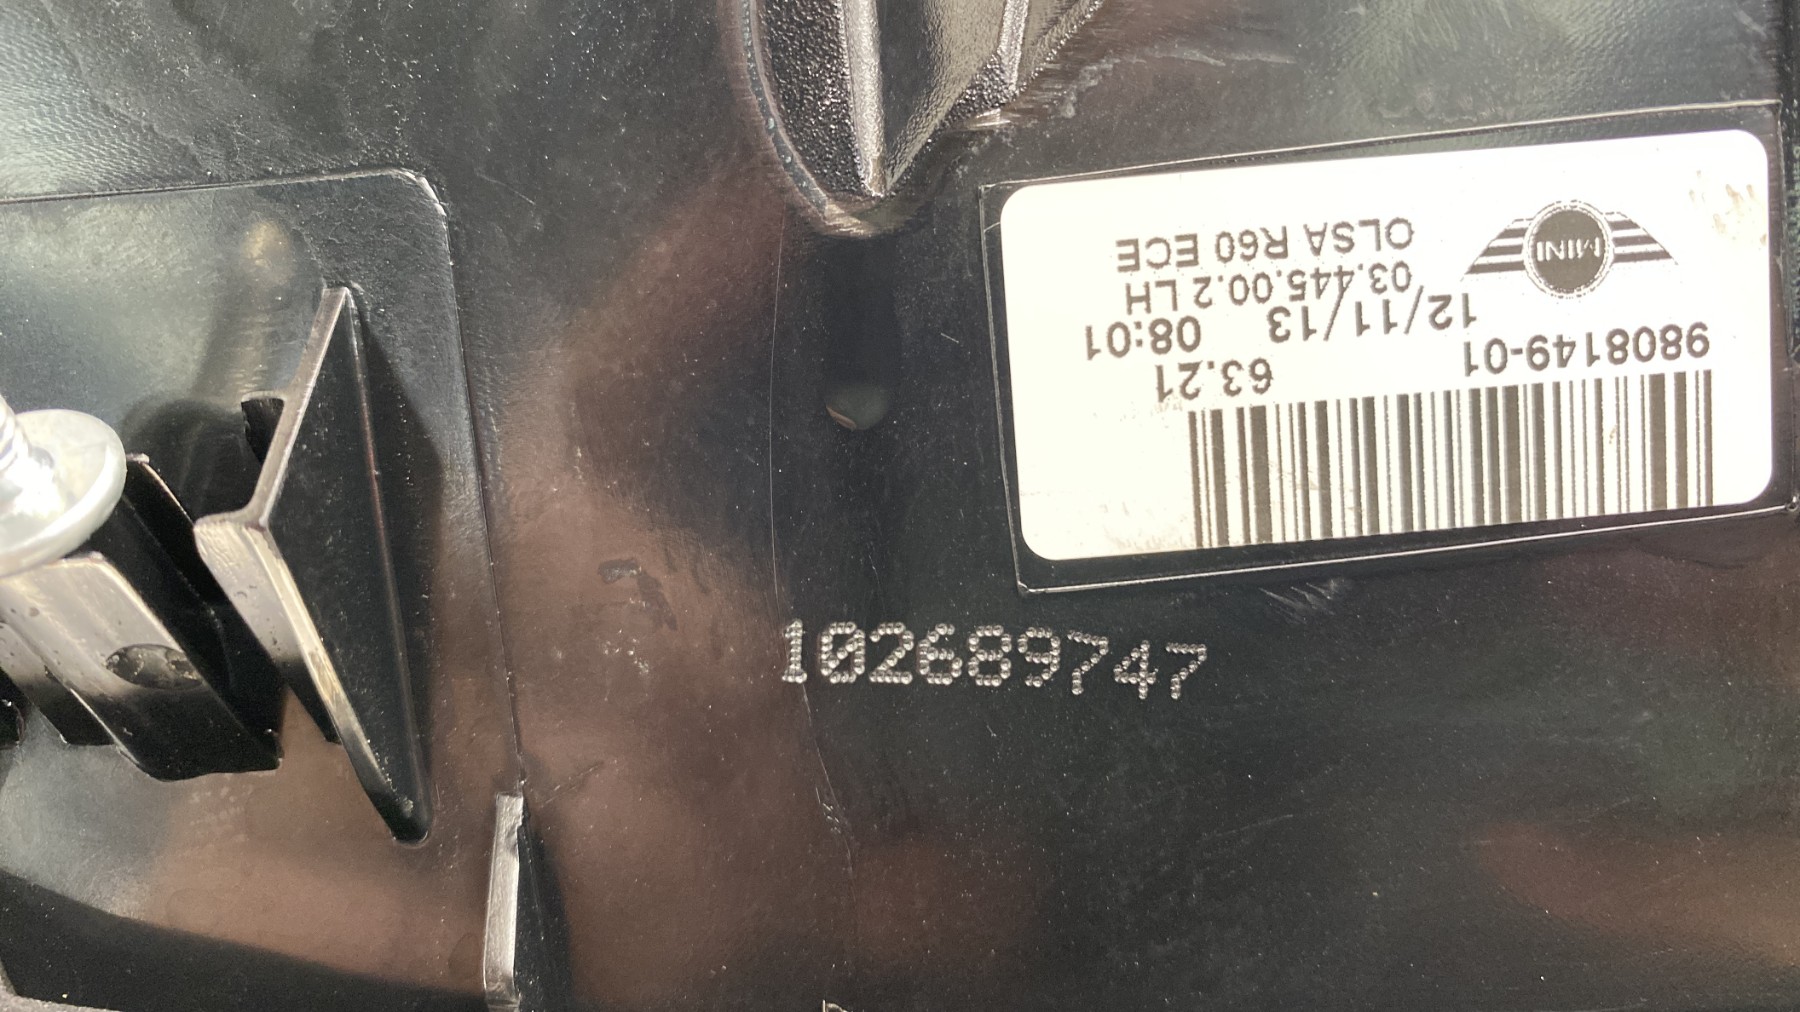 MINI
OLSA R60 ECE
03.445.00.2 LH
12/11/13 08:01
9808149-01 63.21
102689747